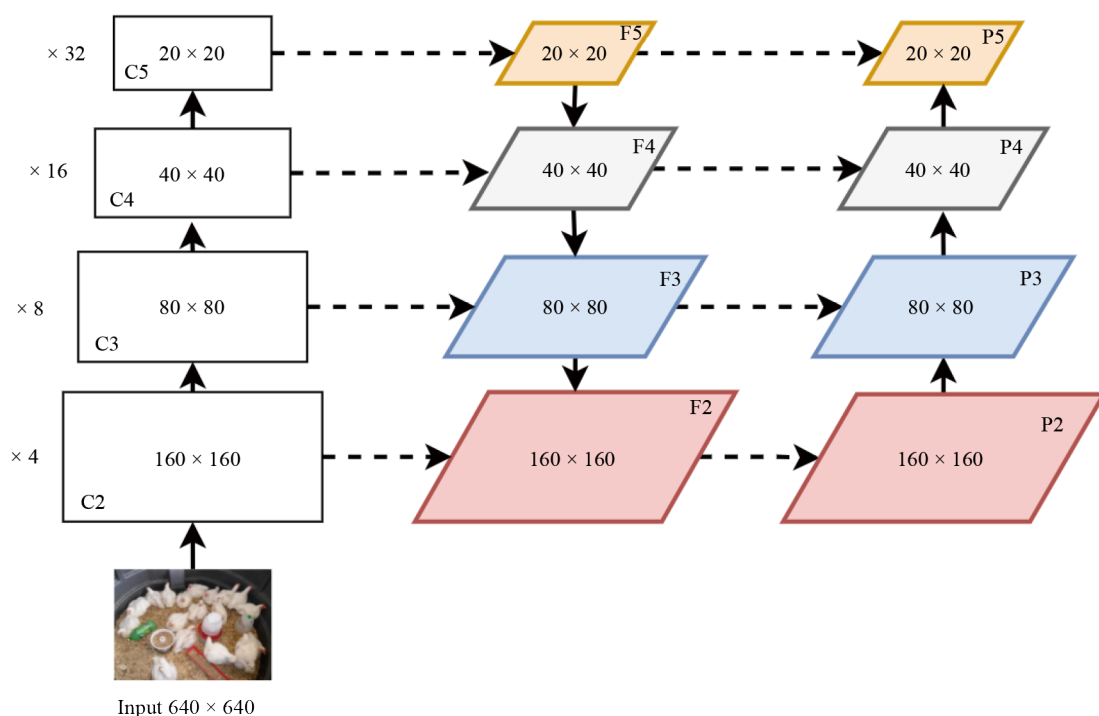 × 32
20 × 20
C5
F5
20 × 20
P5
20 × 20
× 16
40 × 40
C4
F4
40 × 40
P4
40 × 40
× 8
80 × 80
C3
F3
80 × 80
P3
80 × 80
× 4
160 × 160
C2
F2
160 × 160
P2
160 × 160
Input 640 × 640